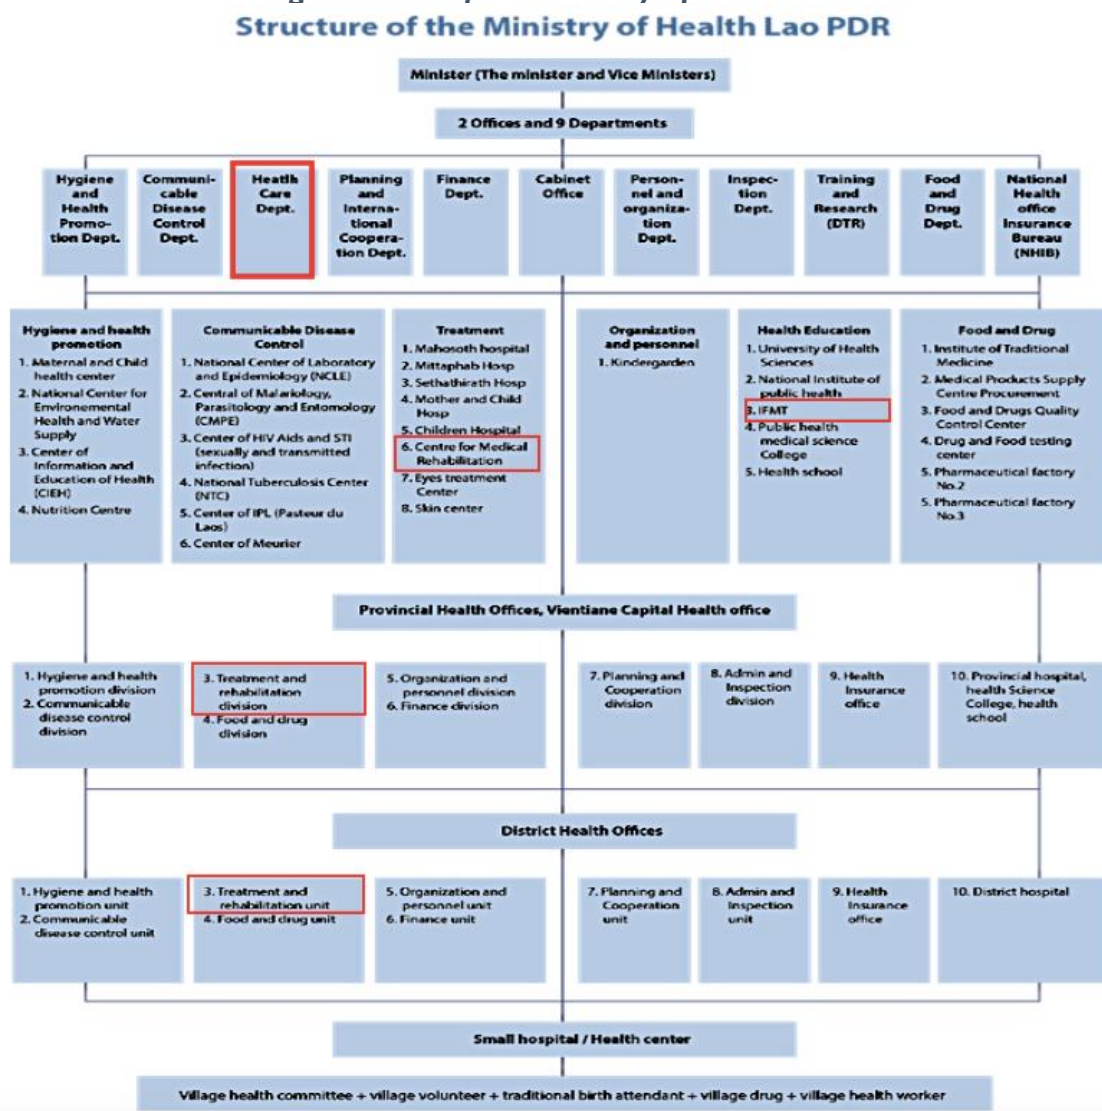 Structure of the Ministry of Health Lao PDR
Minister (The minister and Vice Ministers)
2 Offices and 9 Departments
Hygiene
and
Health
Promo-
tion Dept.
Communi-
cable
Disease
Control
Dept.
Health
Care
Dept.
Planning
and
Interna-
tional
Coopera-
tion Dept.
Finance
Dept.
Cabinet
Office
Person-
nel and
organiza-
tion
Dept.
Inspec-
tion
Dept.
Training
and
Research
(DTR)
Food
and
Drug
Dept.
National
Health
office
Insurance
Bureau
(NHIB)
Hygiene and health
promotion
1. Maternal and Child
health center
2. National Center for
Environemental
Health and Water
Supply
3. Center of
Information and
Education of Health
(CIEH)
4. Nutrition Centre
Communicable Disease
Control
1. National Center of Laboratory
and Epidemiology (NCLE)
2. Central of Malariology,
Parasitology and Entomology
(CMPE)
3. Center of HIV Aids and STI
(sexually and transmitted
infection)
4. National Tuberculosis Center
(NTC)
5. Center of IPL (Pasteur du
Laos)
6. Center of Meurier
Treatment
1. Mahosoth hospital
2. Mittaphab Hosp
3. Sethathirath Hosp
4. Mother and Child
Hosp
5. Children Hospital
6. Centre for Medical
Rehabilitation
7. Eyes treatment
Center
8. Skin center
Organization
and personnel
1. Kindergarden
Health Education
1. University of Health
Sciences
2. National Institute of
public health
3. IFMT
4. Public health
medical science
College
5. Health school
Food and Drug
1. Institute of Traditional
Medicine
2. Medical Products Supply
Centre Procurement
3. Food and Drugs Quality
Control Center
4. Drug and Food testing
center
5. Pharmaceutical factory
No.2
5. Pharmaceutical factory
No.3
Provincial Health Offices, Vientiane Capital Health office
1. Hygiene and health
promotion division
2. Communicable
disease control
division
3. Treatment and
rehabilitation
division
4. Food and drug
division
5. Organization and
personnel division
6. Finance division
7. Planning and
Cooperation
division
8. Admin and
Inspection
division
9. Health
Insurance
office
10. Provincial hospital,
health Science
College, health
school
District Health Offices
1. Hygiene and health
promotion unit
2. Communicable
disease control unit
3. Treatment and
rehabilitation unit
4. Food and drug unit
5. Organization and
personnel unit
6. Finance unit
7. Planning and
Cooperation
unit
8. Admin and
Inspection
unit
9. Health
Insurance
office
10. District hospital
Small hospital / Health center
Village health committee + village volunteer + traditional birth attendant + village drug + village health worker